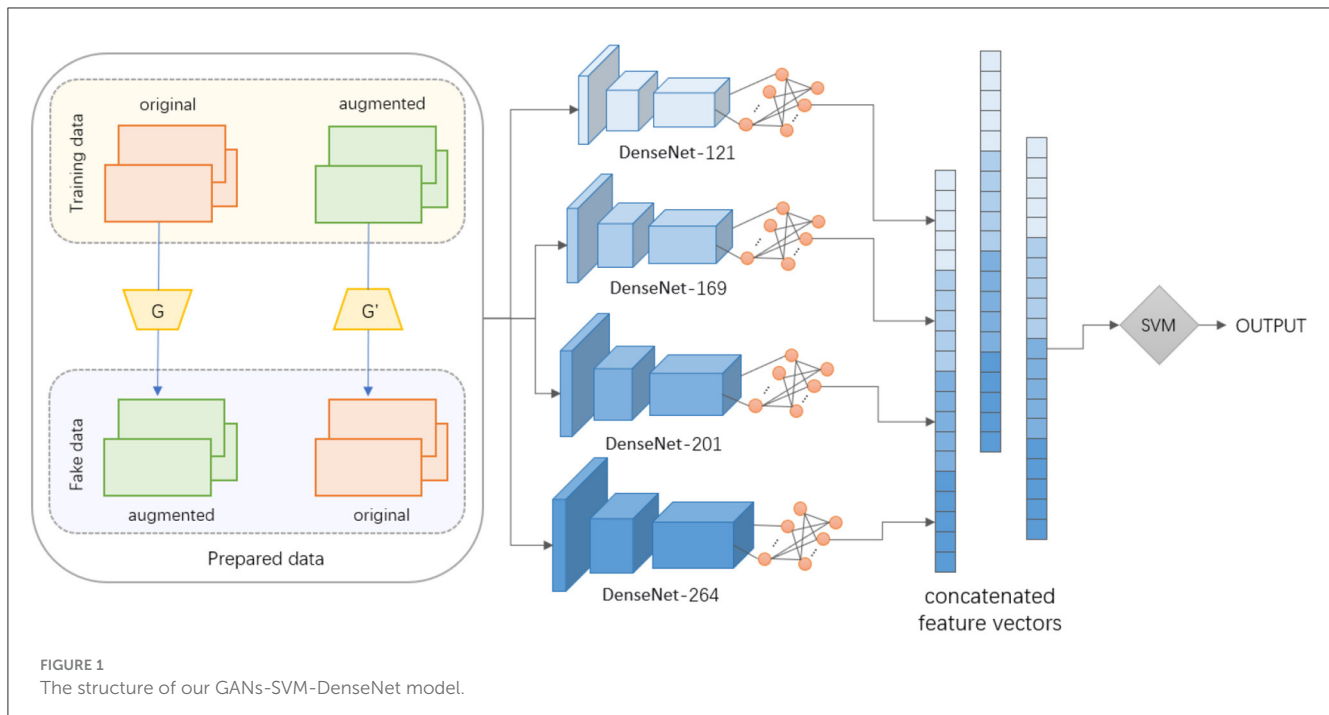 original
augmented
Training data
G
G'
Fake data
augmented
original
Prepared data
DenseNet-121
DenseNet-169
DenseNet-201
DenseNet-264
concatenated
feature vectors
SVM
OUTPUT
FIGURE 1
The structure of our GANs-SVM-DenseNet model.